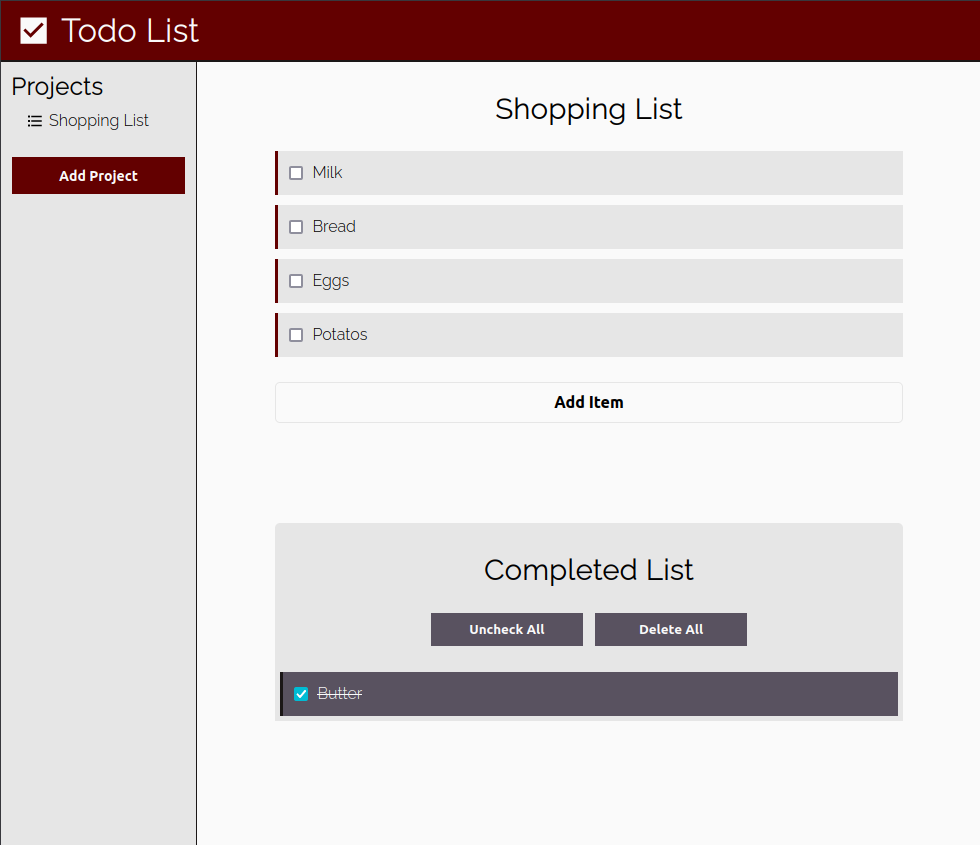 Todo List
Projects
Shopping List
Add Project
Shopping List
Milk
Bread
Eggs
Potatos
Add Item
Completed List
Uncheck All
Delete All
Butter